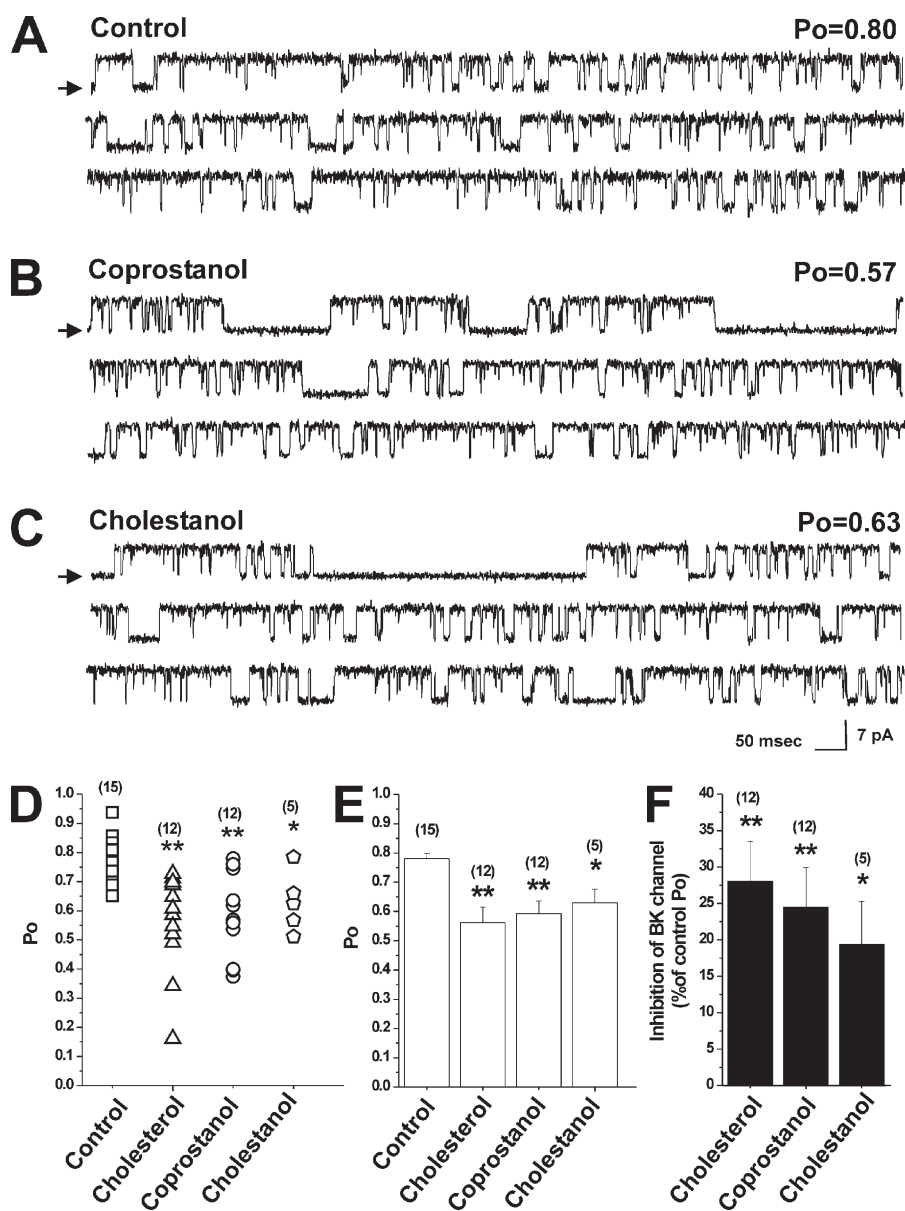 A Control Po=0.80
B Coprostanol Po=0.57
C Cholestanol Po=0.63
50 msec 7 pA
D
Po
1.0
0.9
0.8
0.7
0.6
0.5
0.4
0.3
0.2
0.1
0.0
(15)
(12)
**
(12)
**
(5)
*
Control
Cholesterol
Coprostanol
Cholestanol
E
Po
1.0
0.9
0.8
0.7
0.6
0.5
0.4
0.3
0.2
0.1
0.0
(15)
(12)
**
(12)
**
(5)
*
Control
Cholesterol
Coprostanol
Cholestanol
F
Inhibition of BK channel
(%of control Po)
40
35
30
25
20
15
10
5
0
(12)
**
(12)
**
(5)
*
Cholesterol
Coprostanol
Cholestanol